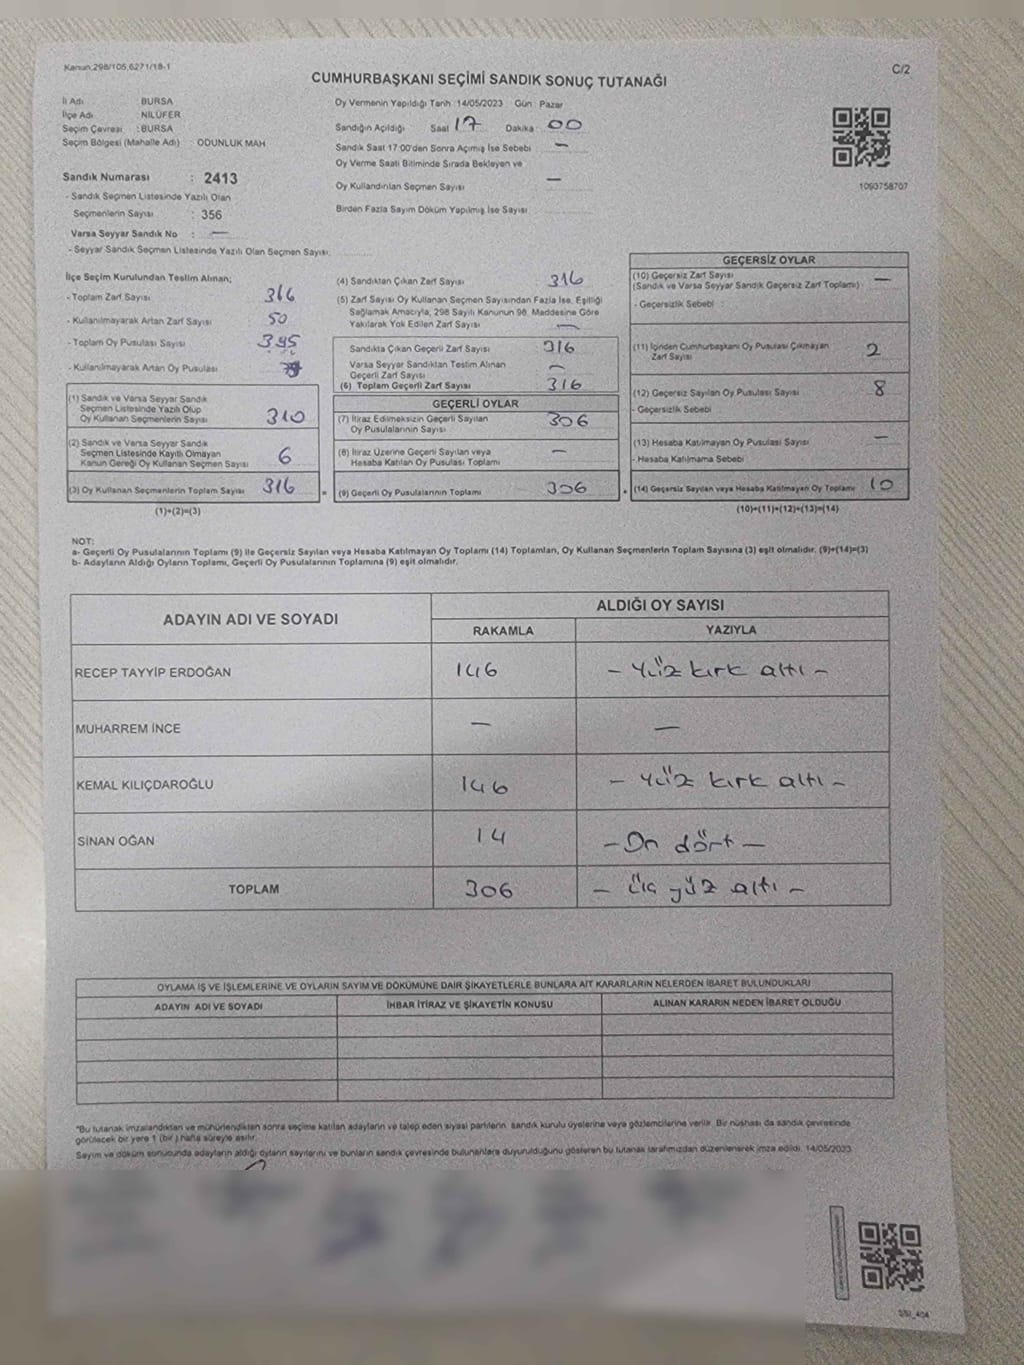 Kanun:298/105,6271/18-1
C/2
CUMHURBAŞKANI SEÇİMİ SANDIK SONUÇ TUTANAĞI
İl Adı BURSA
İlçe Adı NİLÜFER
Seçim Çevresi : BURSA
Seçim Bölgesi (Mahalle Adı) ODUNLUK MAH
Sandık Numarası : 2413
- Sandık Seçmen Listesinde Yazılı Olan
Seçmenlerin Sayısı : 356
Varsa Seyyar Sandık No : —
- Seyyar Sandık Seçmen Listesinde Yazılı Olan Seçmen Sayısı:
Oy Vermenin Yapıldığı Tarih :14/05/2023 Gün : Pazar
Sandığın Açıldığı Saat 17 Dakika : 00
Sandık Saat 17:00'den Sonra Açımış İse Sebebi —
Oy Verme Saati Bitiminde Sırada Bekleyen ve
Oy Kullandırılan Seçmen Sayısı —
Birden Fazla Sayım Döküm Yapılmış İse Sayısı
1093758707
İlçe Seçim Kurulundan Teslim Alınan;
- Toplam Zarf Sayısı 366
- Kullanılmayarak Artan Zarf Sayısı 50
- Toplam Oy Pusulası Sayısı
- Kullanılmayarak Artan Oy Pusulası
(1) Sandık ve Varsa Seyyar Sandık
Seçmen Listesinde Yazılı Olup
Oy Kullanan Seçmenlerin Sayısı 310
(2) Sandık ve Varsa Seyyar Sandık
Seçmen Listesinde Kayıtlı Olmayan
Kanun Gereği Oy Kullanan Seçmen Sayısı 6
(3) Oy Kullanan Seçmenlerin Toplam Sayısı 316
(1)+(2)=(3)
(4) Sandıktan Çıkan Zarf Sayısı 316
(5) Zarf Sayısı Oy Kullanan Seçmen Sayısından Fazla İse, Eşitliği
Sağlamak Amacıyla, 298 Sayılı Kanunun 98. Maddesine Göre
Yakılarak Yok Edilen Zarf Sayısı —
Sandıkta Çıkan Geçerli Zarf Sayısı 316
Varsa Seyyar Sandıktan Teslim Alınan
Geçerli Zarf Sayısı —
(6) Toplam Geçerli Zarf Sayısı 316
GEÇERLİ OYLAR
(7) İtiraz Edilmeksizin Geçerli Sayılan
Oy Pusulalarının Sayısı 306
(8) İtiraz Üzerine Geçerli Sayılan veya
Hesaba Katılan Oy Pusulası Toplamı —
= (9) Geçerli Oy Pusulalarının Toplamı 306
GEÇERSİZ OYLAR
(10) Geçersiz Zarf Sayısı —
(Sandık ve Varsa Seyyar Sandık Geçersiz Zarf Toplamı)
- Geçersizlik Sebebi :
(11) İçinden Cumhurbaşkanı Oy Pusulası Çıkmayan
Zarf Sayısı 2
(12) Geçersiz Sayılan Oy Pusulası Sayısı 8
- Geçersizlik Sebebi
(13) Hesaba Katılmayan Oy Pusulası Sayısı —
- Hesaba Katılmama Sebebi
+ (14) Geçersiz Sayılan veya Hesaba Katılmayan Oy Toplamı 10
(10)+(11)+(12)+(13)=(14)
NOT:
a- Geçerli Oy Pusulalarının Toplamı (9) ile Geçersiz Sayılan veya Hesaba Katılmayan Oy Toplamı (14) Toplamları, Oy Kullanan Seçmenlerin Toplam Sayısına (3) eşit olmalıdır. (9)+(14)=(3)
b- Adayların Aldığı Oyların Toplamı, Geçerli Oy Pusulalarının Toplamına (9) eşit olmalıdır.
ADAYIN ADI VE SOYADI ALDIĞI OY SAYISI
RAKAMLA YAZIYLA
RECEP TAYYİP ERDOĞAN 146 - Yüz kırk altı -
MUHARREM İNCE — —
KEMAL KILIÇDAROĞLU 146 - Yüz kırk altı -
SİNAN OĞAN 14 - On dört -
TOPLAM 306 - Üç yüz altı -
OYLAMA İŞ VE İŞLEMLERİNE VE OYLARIN SAYIM VE DÖKÜMÜNE DAİR ŞİKAYETLERLE BUNLARA AİT KARARLARIN NELERDEN İBARET BULUNDUKLARI
ADAYIN ADI VE SOYADI İHBAR İTİRAZ VE ŞİKAYETİN KONUSU ALINAN KARARIN NEDEN İBARET OLDUĞU
*Bu tutanak imzalandıktan ve mühürlendikten sonra seçime katılan adayların ve talep eden siyasi partilerin sandık kurulu üyelerine veya gözlemcilerine verilir. Bir nüshası da sandık çevresinde
görülecek bir yere 1 (bir) hafta süreyle asılır.
Sayım ve döküm sonucunda adayların aldığı oyların sayılarını ve bunların sandık çevresinde bulunanlara duyurulduğunu gösteren bu tutanak tarafımızdan düzenlenerek imza edildi. 14/05/2023